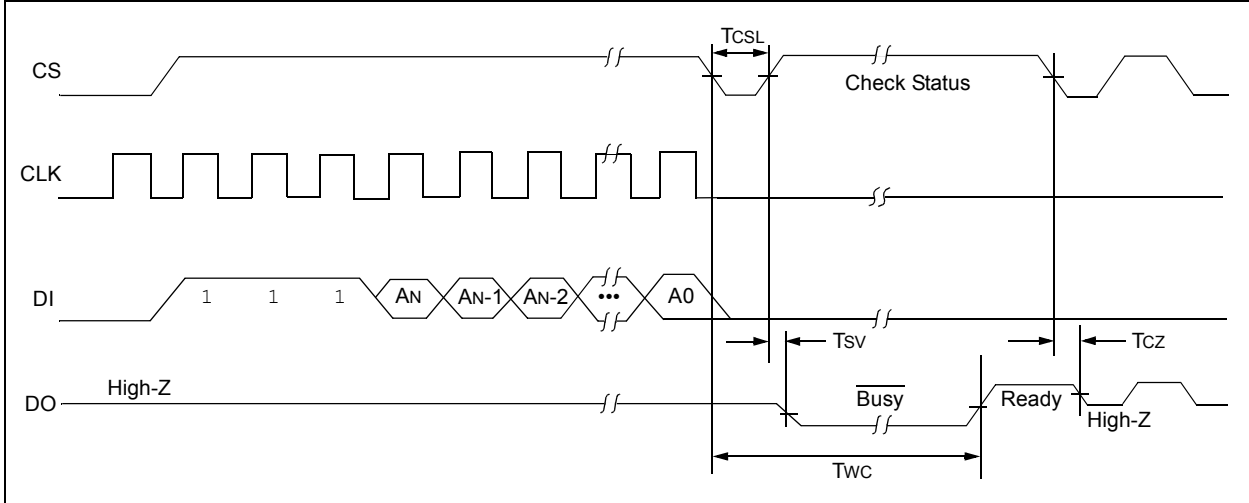 TCSL
CS
Check Status
CLK
DI
1 1 1 AN AN-1 AN-2 ••• A0
TSV
TCZ
DO
High-Z
Busy
Ready
High-Z
TWC